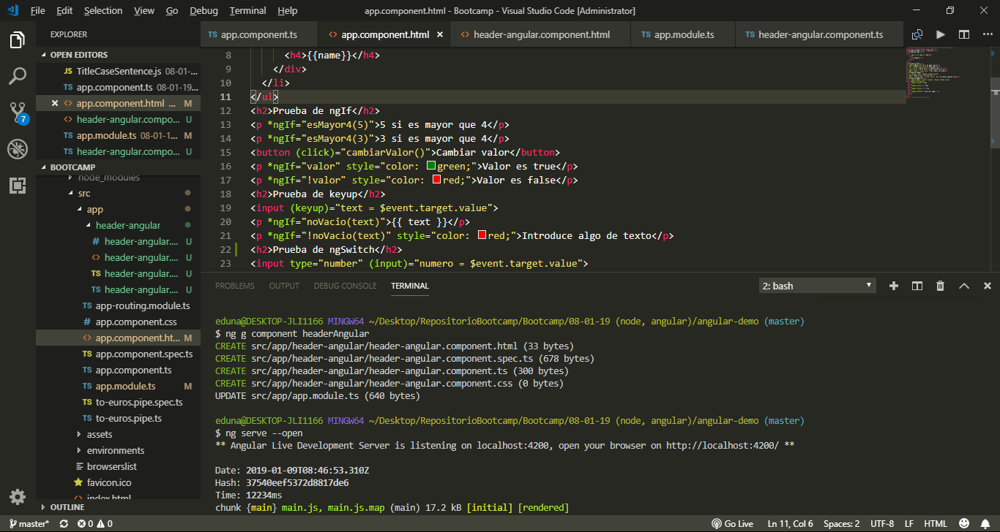 File Edit Selection View Go Debug Terminal Help app.component.html - Bootcamp - Visual Studio Code [Administrator]
EXPLORER
OPEN EDITORS
JS TitleCaseSentence.js 08-01-...
TS app.component.ts 08-01-19...
<> app.component.html ... M
<> header-angular.compo... U
TS app.module.ts 08-01-1... M
TS header-angular.compo... U
BOOTCAMP
node_modules
src
app
header-angular
# header-angular.... U
<> header-angular.... U
TS header-angular.... U
TS header-angular.... U
TS app-routing.module.ts
# app.component.css
<> app.component.ht... M
TS app.component.spec.ts
TS app.component.ts
TS app.module.ts M
TS to-euros.pipe.spec.ts
TS to-euros.pipe.ts
assets
environments
browserslist
favicon.ico
<> index.html
OUTLINE
7
TS app.component.ts <> app.component.html × <> header-angular.component.html TS app.module.ts TS header-angular.component.ts
8 <h4>{{name}}</h4>
9 </div>
10 </li>
11 </ul>
12 <h2>Prueba de ngIf</h2>
13 <p *ngIf="esMayor4(5)">5 si es mayor que 4</p>
14 <p *ngIf="esMayor4(3)">3 si es mayor que 4</p>
15 <button (click)="cambiarValor()">Cambiar valor</button>
16 <p *ngIf="valor" style="color: green;">Valor es true</p>
17 <p *ngIf="!valor" style="color: red;">Valor es false</p>
18 <h2>Prueba de keyup</h2>
19 <input (keyup)="text = $event.target.value">
20 <p *ngIf="noVacio(text)">{{ text }}</p>
21 <p *ngIf="!noVacio(text)" style="color: red;">Introduce algo de texto</p>
22 <h2>Prueba de ngSwitch</h2>
23 <input type="number" (input)="numero = $event.target.value">
PROBLEMS OUTPUT DEBUG CONSOLE TERMINAL 2: bash
eduna@DESKTOP-JLI1166 MINGW64 ~/Desktop/RepositorioBootcamp/Bootcamp/08-01-19 (node, angular)/angular-demo (master)
$ ng g component headerAngular
CREATE src/app/header-angular/header-angular.component.html (33 bytes)
CREATE src/app/header-angular/header-angular.component.spec.ts (678 bytes)
CREATE src/app/header-angular/header-angular.component.ts (300 bytes)
CREATE src/app/header-angular/header-angular.component.css (0 bytes)
UPDATE src/app/app.module.ts (640 bytes)
eduna@DESKTOP-JLI1166 MINGW64 ~/Desktop/RepositorioBootcamp/Bootcamp/08-01-19 (node, angular)/angular-demo (master)
$ ng serve --open
** Angular Live Development Server is listening on localhost:4200, open your browser on http://localhost:4200/ **
Date: 2019-01-09T08:46:53.310Z
Hash: 37540eef5372d8817de6
Time: 12234ms
chunk {main} main.js, main.js.map (main) 17.2 kB [initial] [rendered]
master* 0 0 Go Live Ln 11, Col 6 Spaces: 2 UTF-8 LF HTML